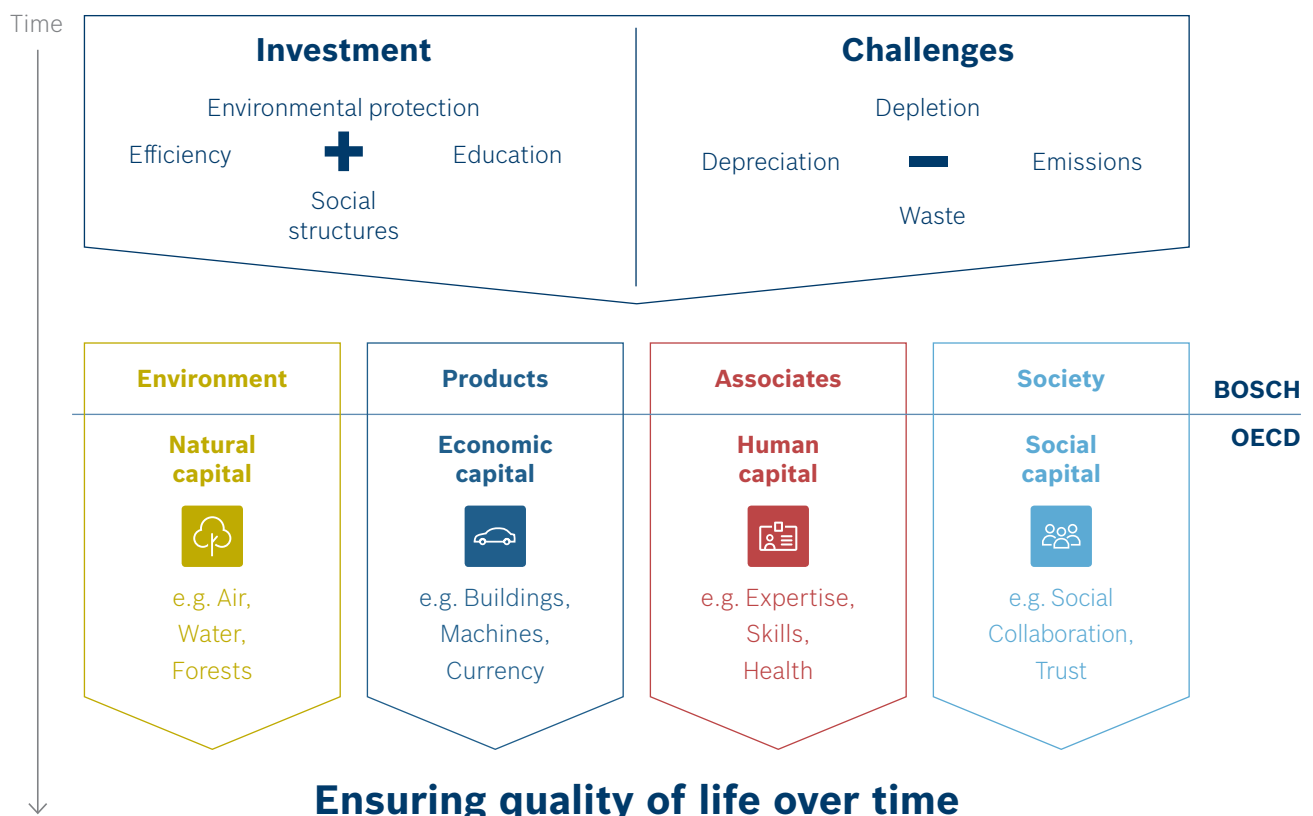 Time
Investment
Environmental protection
Efficiency
Education
Social
structures
Challenges
Depletion
Depreciation
Emissions
Waste
Environment
Products
Associates
Society
BOSCH
OECD
Natural
capital
e.g. Air,
Water,
Forests
Economic
capital
e.g. Buildings,
Machines,
Currency
Human
capital
e.g. Expertise,
Skills,
Health
Social
capital
e.g. Social
Collaboration,
Trust
Ensuring quality of life over time